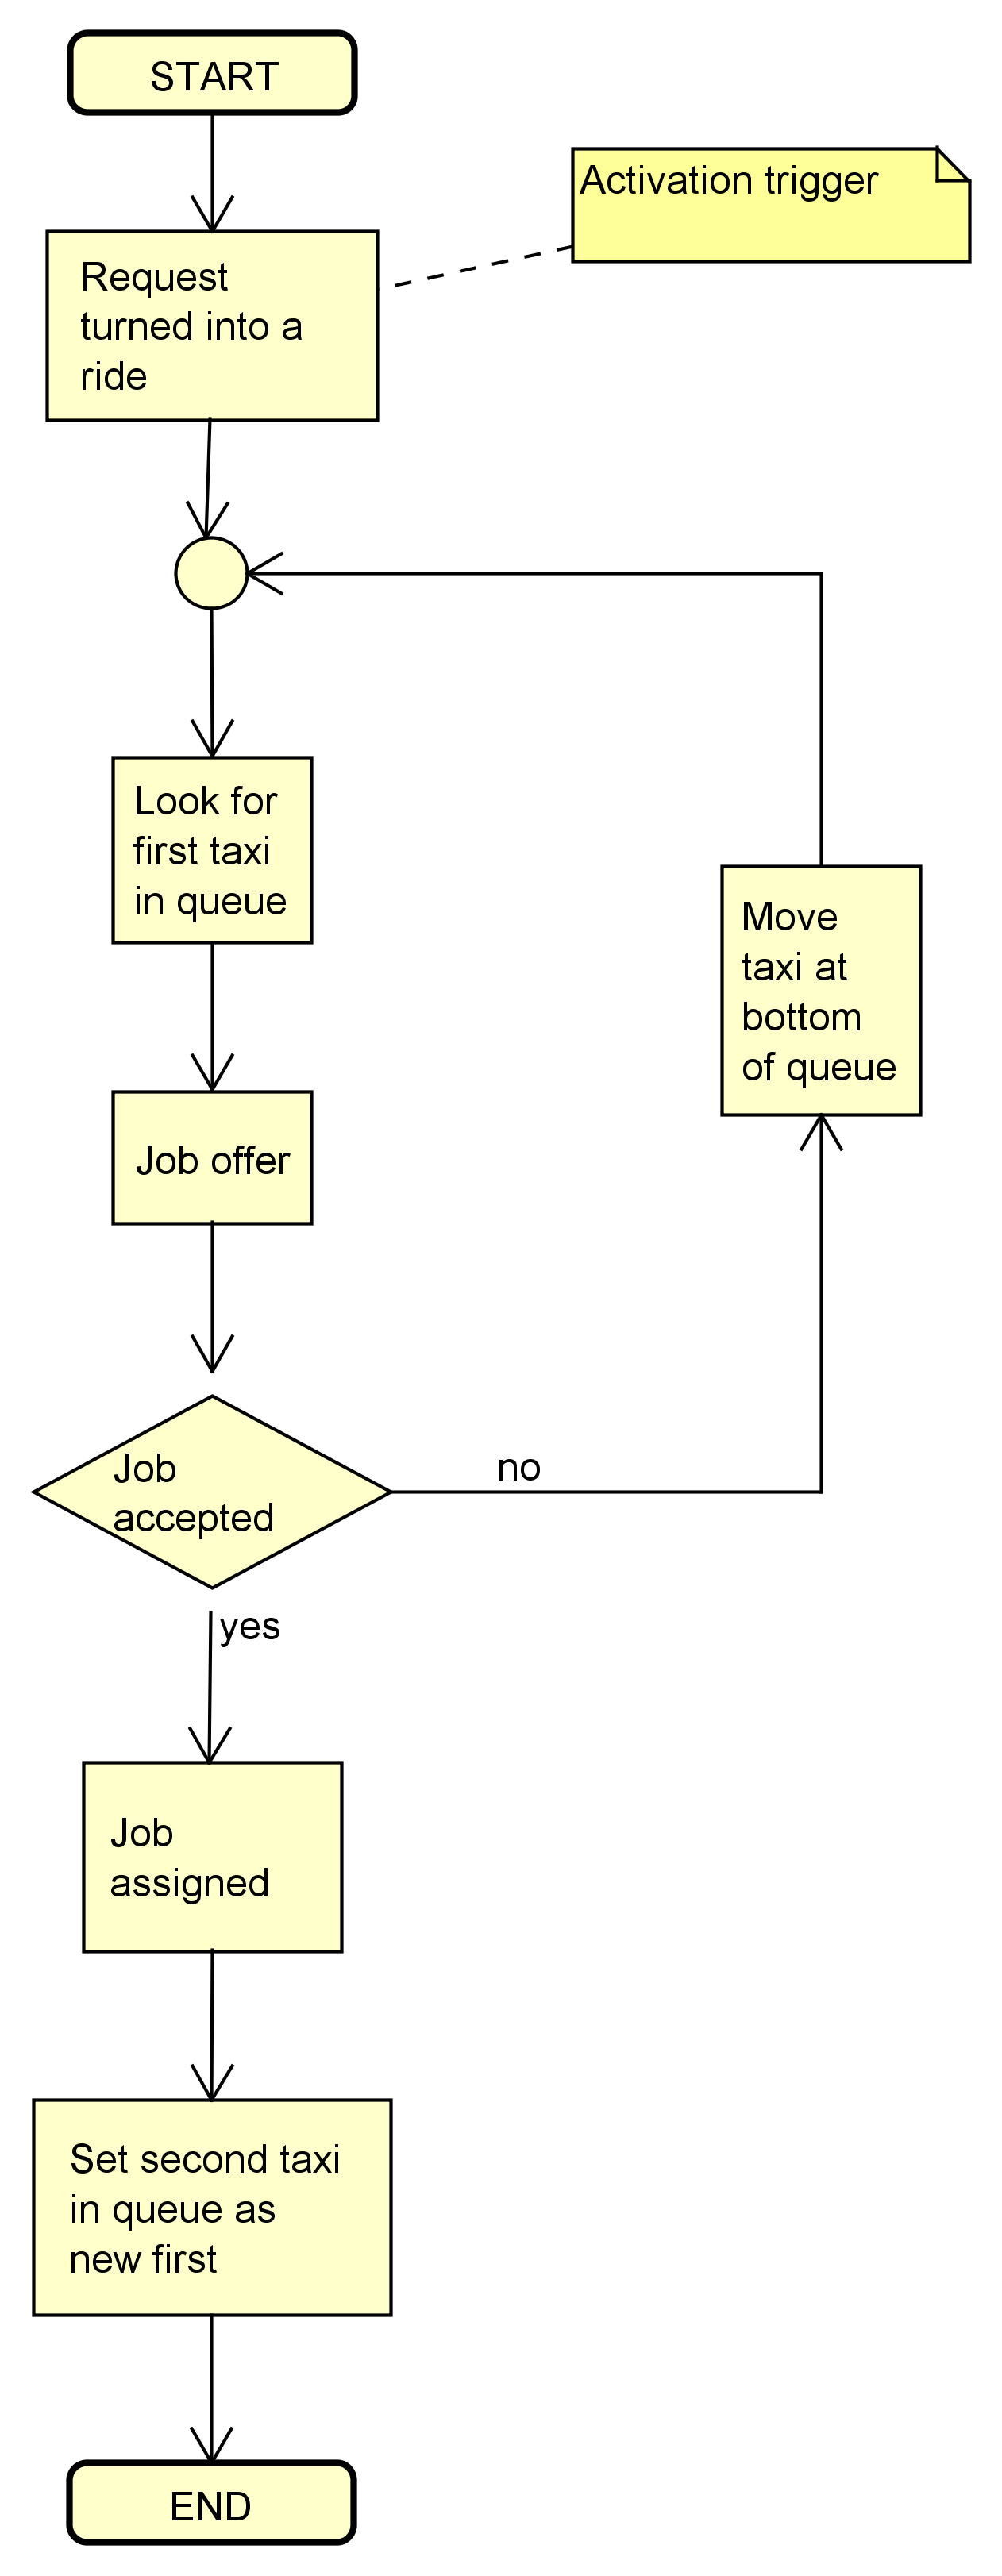 START
Activation trigger
Request
turned into a
ride
Look for
first taxi
in queue
Move
taxi at
bottom
of queue
Job offer
Job
accepted
no
yes
Job
assigned
Set second taxi
in queue as
new first
END